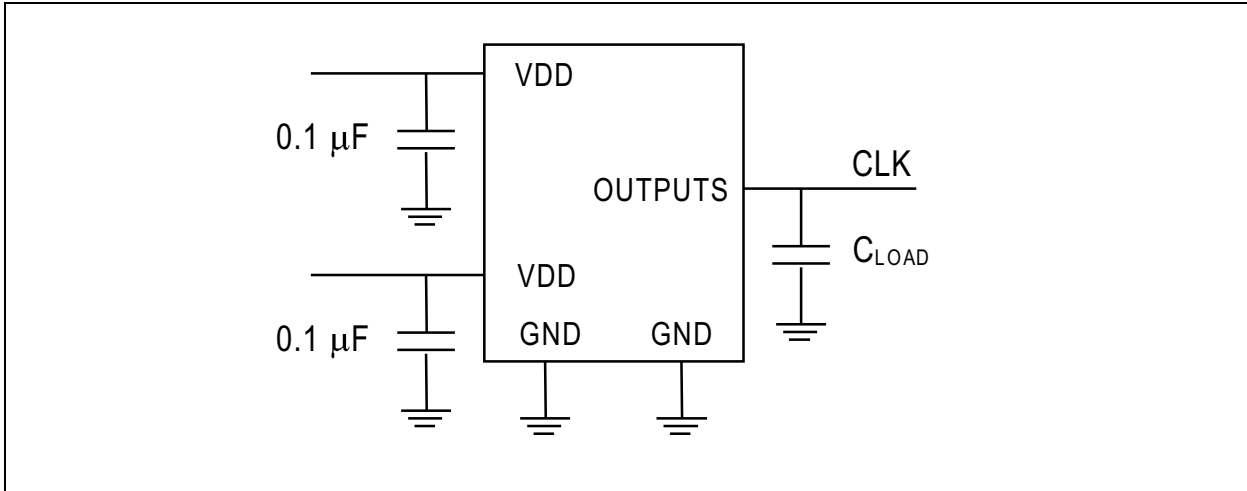 VDD
0.1 μF
CLK
OUTPUTS
CLOAD
VDD
0.1 μF
GND GND